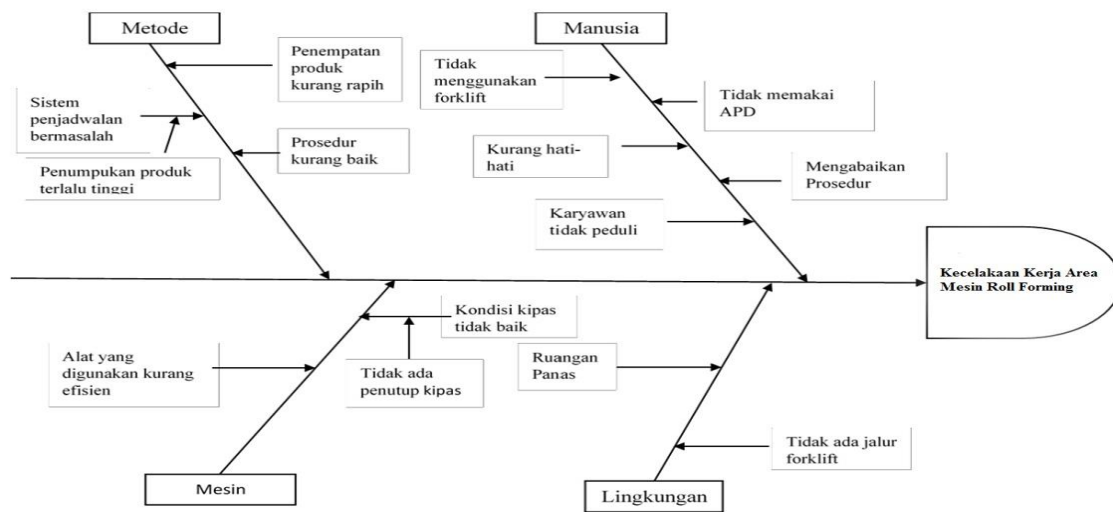 Metode
Manusia
Penempatan
produk
kurang rapih
Tidak
menggunakan
forklift
Sistem
penjadwalan
bermasalah
Tidak memakai
APD
Prosedur
kurang baik
Kurang hati-
hati
Penumpukan produk
terlalu tinggi
Mengabaikan
Prosedur
Karyawan
tidak peduli
Kecelakaan Kerja Area
Mesin Roll Forming
Kondisi kipas
tidak baik
Alat yang
digunakan kurang
efisien
Tidak ada
penutup kipas
Ruangan
Panas
Tidak ada jalur
forklift
Mesin
Lingkungan